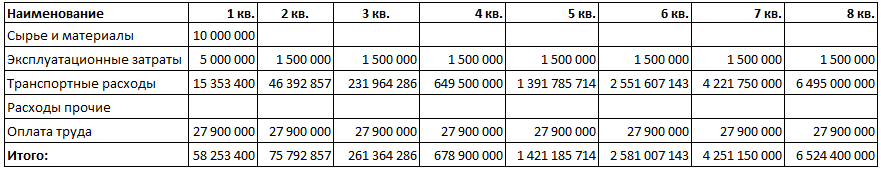 Наименование 1 кв. 2 кв. 3 кв. 4 кв. 5 кв. 6 кв. 7 кв. 8 кв.
Сырье и материалы 10 000 000
Эксплуатационные затраты 5 000 000 1 500 000 1 500 000 1 500 000 1 500 000 1 500 000 1 500 000 1 500 000
Транспортные расходы 15 353 400 46 392 857 231 964 286 649 500 000 1 391 785 714 2 551 607 143 4 221 750 000 6 495 000 000
Расходы прочие
Оплата труда 27 900 000 27 900 000 27 900 000 27 900 000 27 900 000 27 900 000 27 900 000 27 900 000
Итого: 58 253 400 75 792 857 261 364 286 678 900 000 1 421 185 714 2 581 007 143 4 251 150 000 6 524 400 000